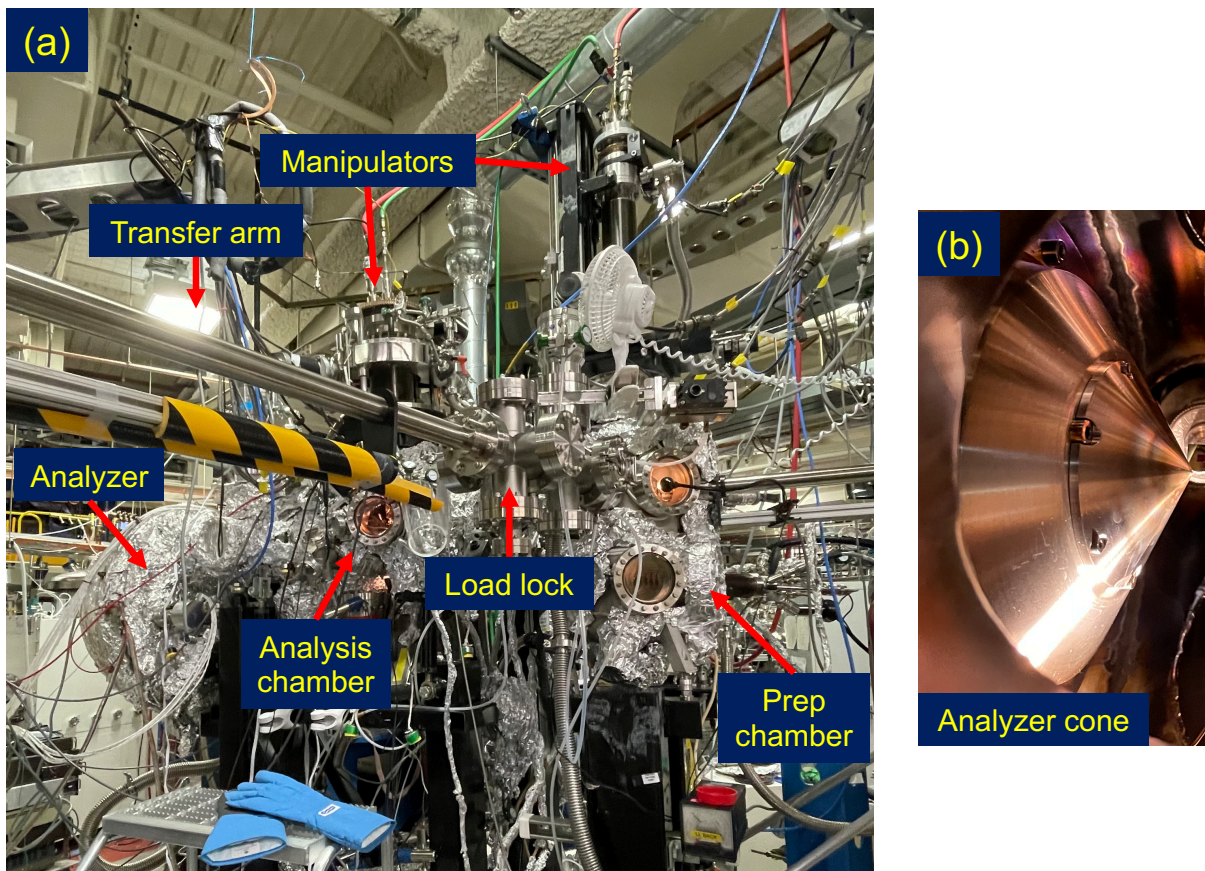 (a)
Manipulators
Transfer arm
Analyzer
Load lock
Analysis
chamber
Prep
chamber
(b)
Analyzer cone